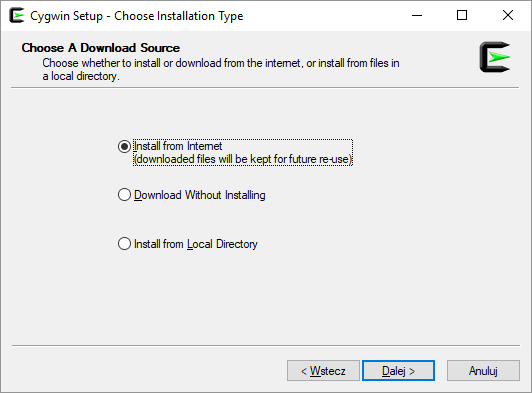 Cygwin Setup - Choose Installation Type
Choose A Download Source
Choose whether to install or download from the internet, or install from files in
a local directory.
Install from Internet
(downloaded files will be kept for future re-use)
Download Without Installing
Install from Local Directory
< Wstecz
Dalej >
Anuluj